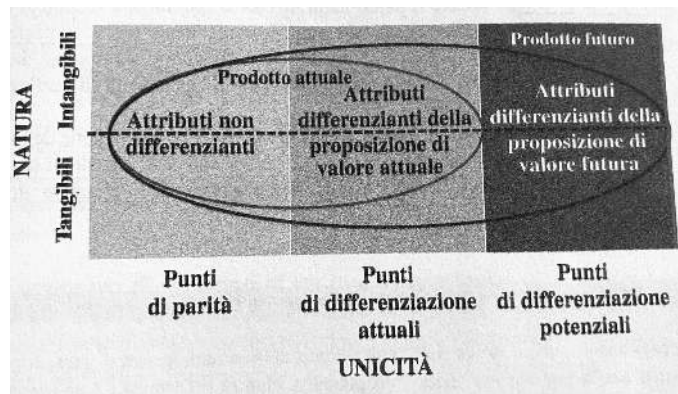 NATURA
Intangibili
Tangibili
Prodotto futuro
Prodotto attuale
Attributi non
differenzianti
Attributi
differenzianti della
proposizione di
valore attuale
Attributi
differenzianti della
proposizione di
valore futura
Punti
di parità
Punti
di differenziazione
attuali
Punti
di differenziazione
potenziali
UNICITÀ